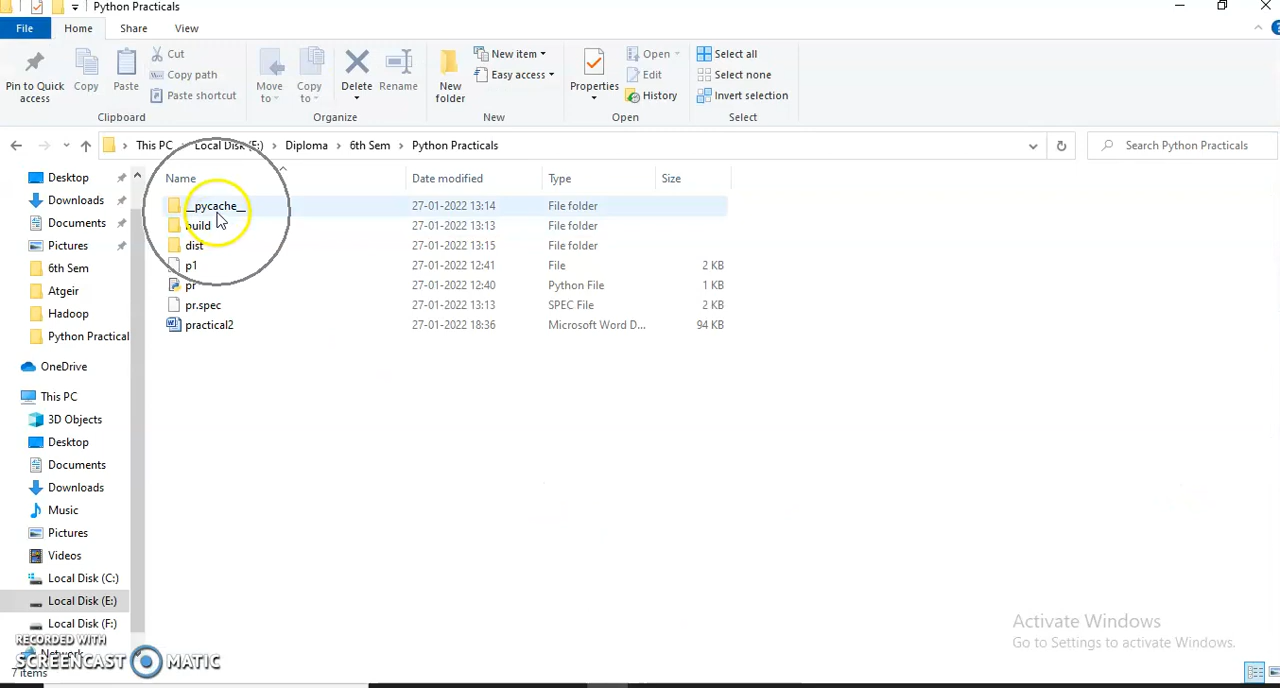 Python Practicals
File Home Share View
Pin to Quick access
Copy
Paste
Cut
Copy path
Paste shortcut
Clipboard
Move to
Copy to
Delete
Rename
Organize
New folder
New item
Easy access
New
Properties
Open
Edit
History
Open
Select all
Select none
Invert selection
Select
This PC Local Disk (E:) Diploma 6th Sem Python Practicals
Search Python Practicals
Name Date modified Type Size
__pycache__ 27-01-2022 13:14 File folder
build 27-01-2022 13:13 File folder
dist 27-01-2022 13:15 File folder
p1 27-01-2022 12:41 File 2 KB
pr 27-01-2022 12:40 Python File 1 KB
pr.spec 27-01-2022 13:13 SPEC File 2 KB
practical2 27-01-2022 18:36 Microsoft Word D... 94 KB
Desktop
Downloads
Documents
Pictures
6th Sem
Atgeir
Hadoop
Python Practical
OneDrive
This PC
3D Objects
Desktop
Documents
Downloads
Music
Pictures
Videos
Local Disk (C:)
Local Disk (E:)
Local Disk (F:)
Network
7 items
RECORDED WITH
SCREENCAST MATIC
Activate Windows
Go to Settings to activate Windows.